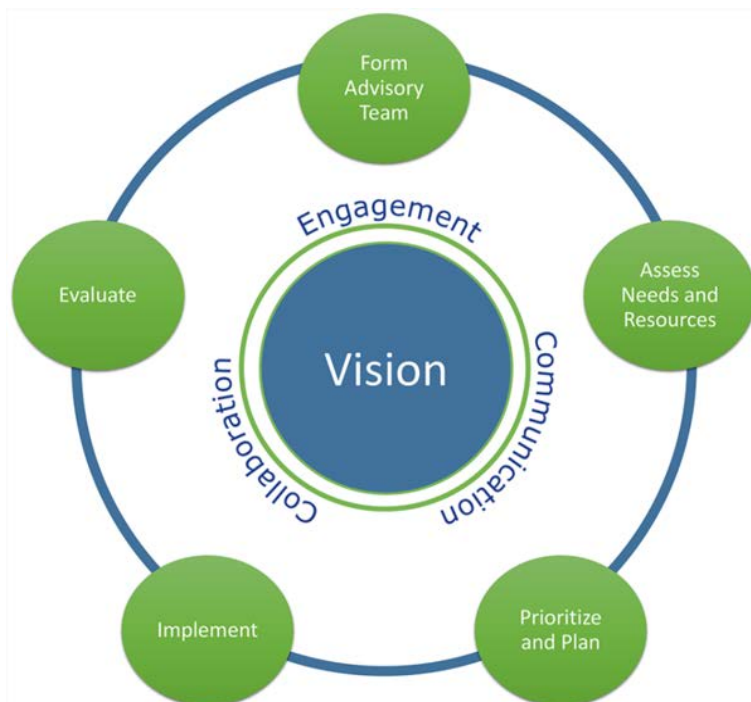 Form
Advisory
Team
Engagement
Evaluate
Assess
Needs and
Resources
Vision
Collaboration
Communication
Implement
Prioritize
and Plan